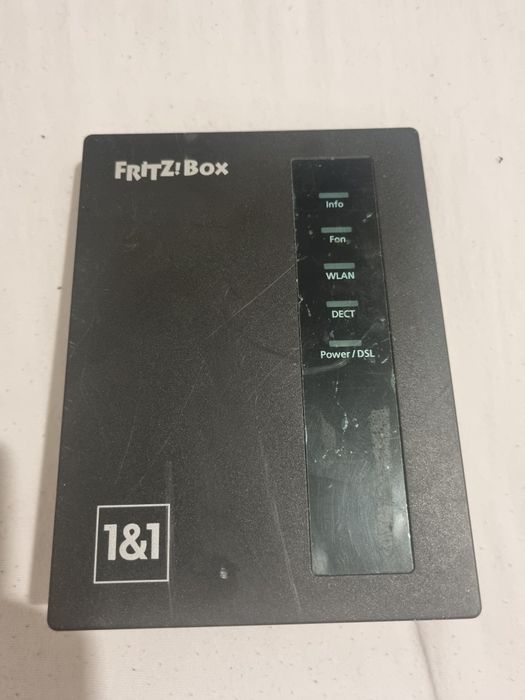 FRITZ! BOX
Info
Fon
WLAN
DECT
Power/DSL
1&1